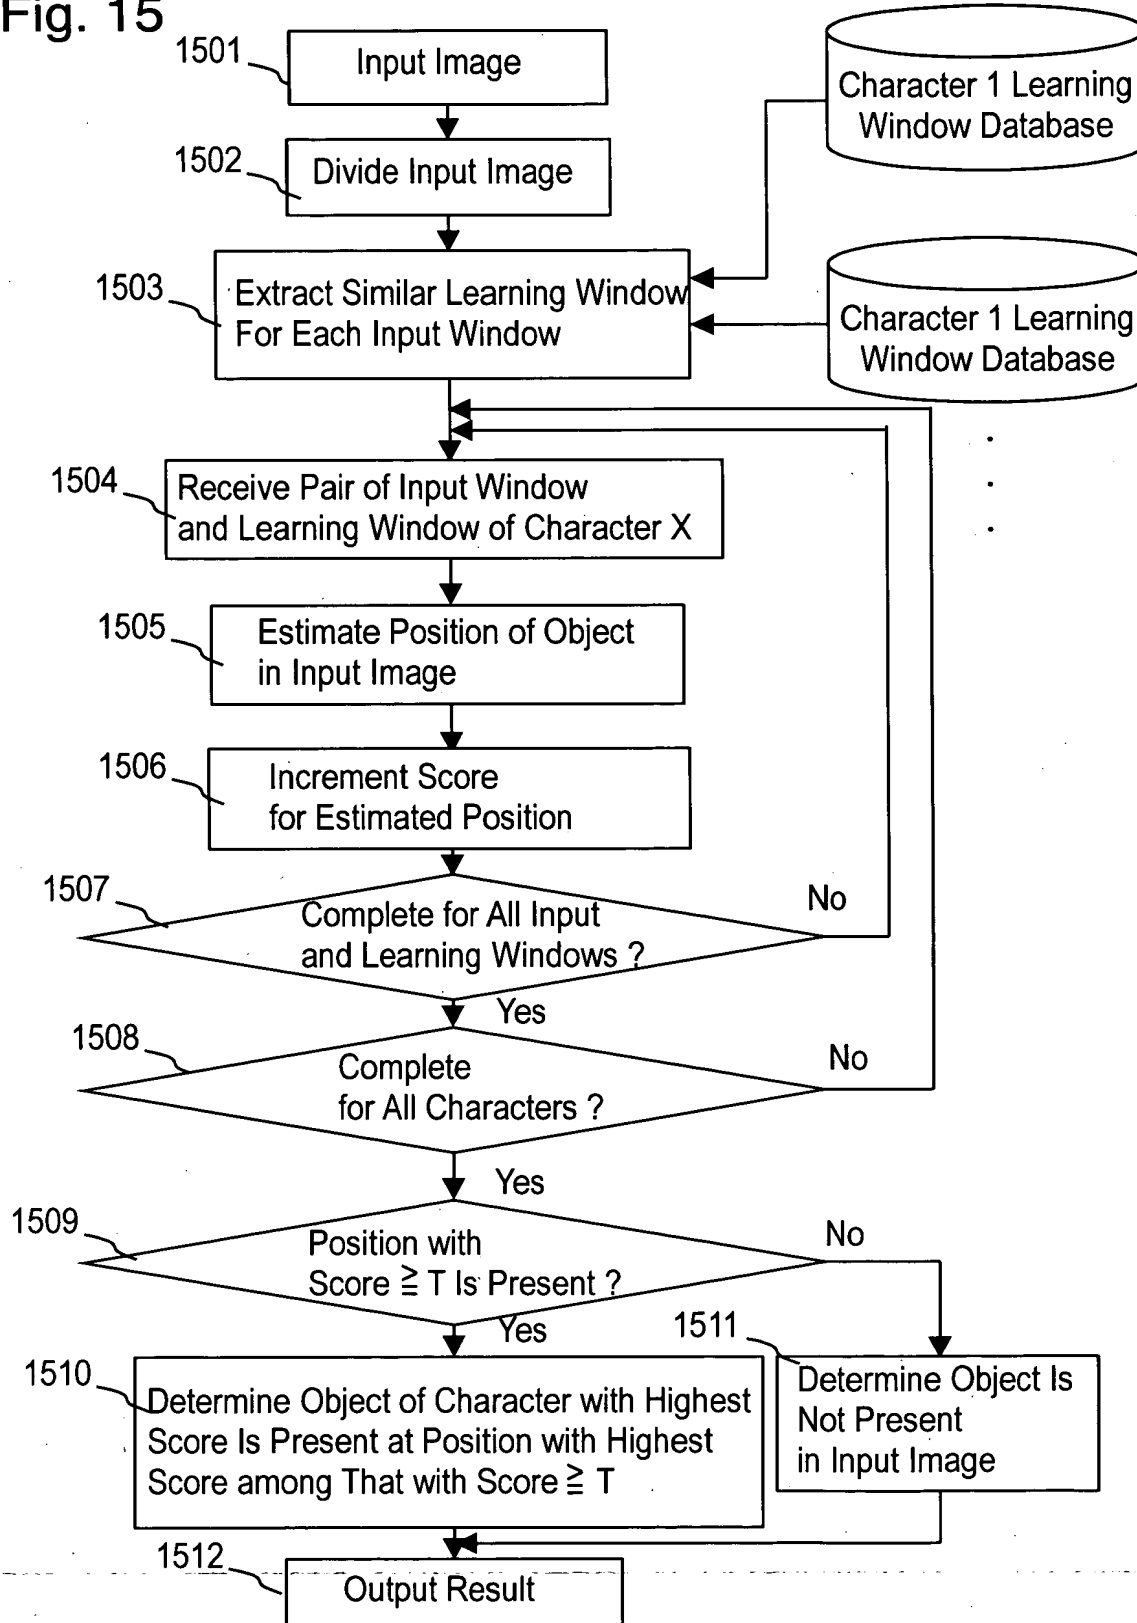 Fig. 15
1501
Input Image
Character 1 Learning
Window Database
1502
Divide Input Image
1503
Extract Similar Learning Window
For Each Input Window
Character 1 Learning
Window Database
1504
Receive Pair of Input Window
and Learning Window of Character X
1505
Estimate Position of Object
in Input Image
1506
Increment Score
for Estimated Position
1507
Complete for All Input
and Learning Windows ?
No
Yes
1508
Complete
for All Characters ?
No
Yes
1509
Position with
Score ≧ T Is Present ?
No
Yes
1510
Determine Object of Character with Highest
Score Is Present at Position with Highest
Score among That with Score ≧ T
1511
Determine Object Is
Not Present
in Input Image
1512
Output Result